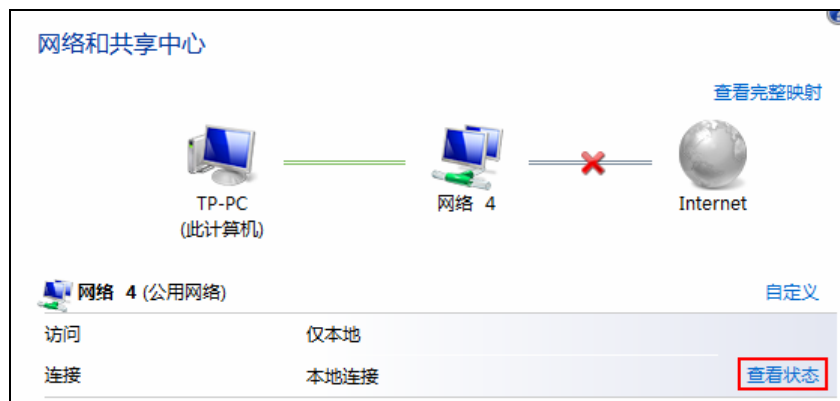 网络和共享中心
查看完整映射
TP-PC
(此计算机)
网络 4
Internet
网络 4 (公用网络)
自定义
访问
仅本地
连接
本地连接
查看状态